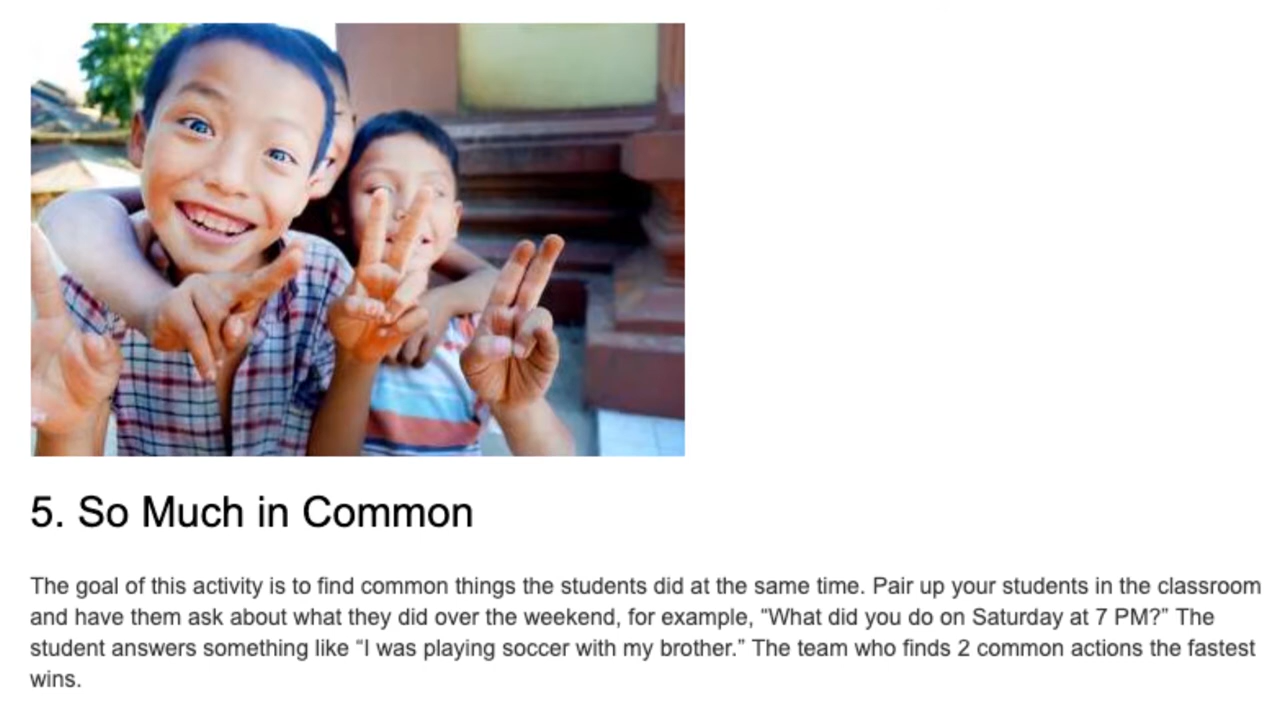 5. So Much in Common
The goal of this activity is to find common things the students did at the same time. Pair up your students in the classroom
and have them ask about what they did over the weekend, for example, “What did you do on Saturday at 7 PM?” The
student answers something like “I was playing soccer with my brother.” The team who finds 2 common actions the fastest
wins.